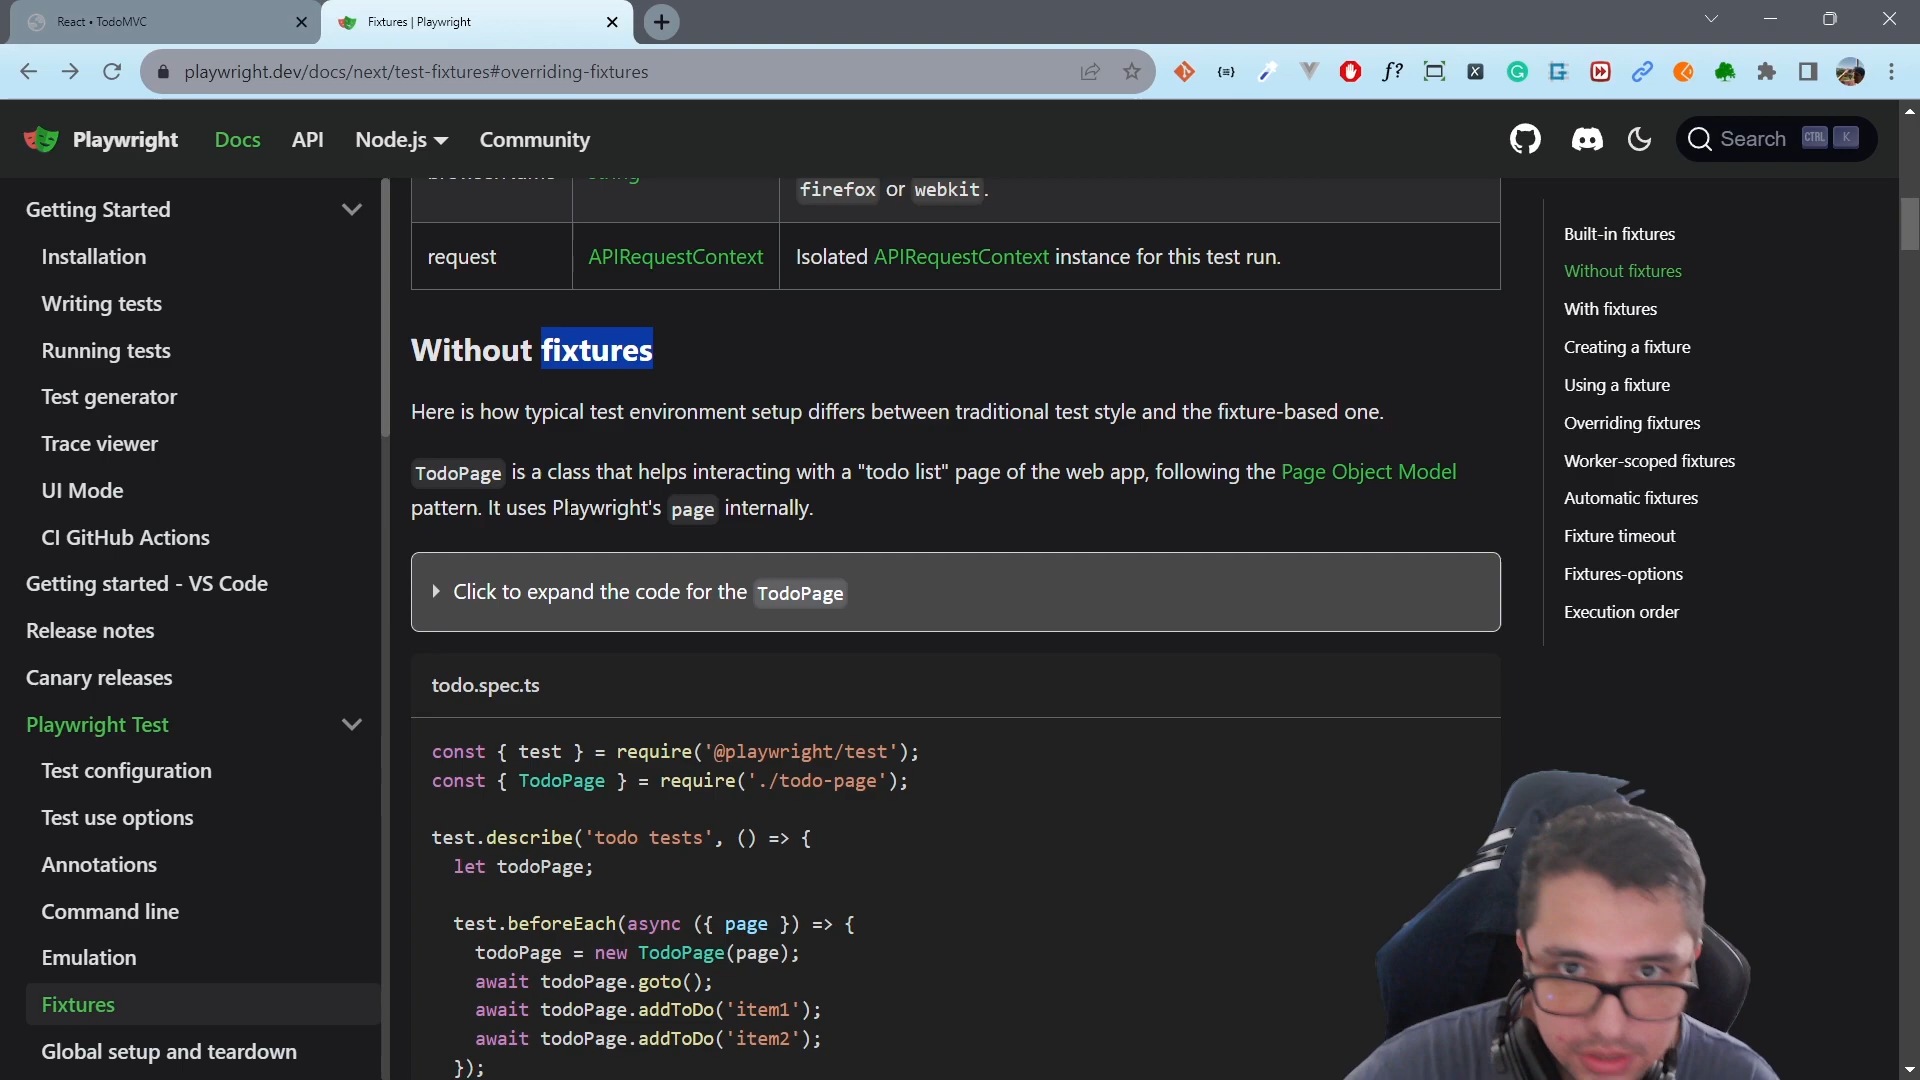 React • TodoMVC
Fixtures | Playwright
playwright.dev/docs/next/test-fixtures#overriding-fixtures
Playwright
Docs
API
Node.js
Community
Search
CTRL
K
Getting Started
Installation
Writing tests
Running tests
Test generator
Trace viewer
UI Mode
CI GitHub Actions
Getting started - VS Code
Release notes
Canary releases
Playwright Test
Test configuration
Test use options
Annotations
Command line
Emulation
Fixtures
Global setup and teardown
firefox or webkit.
request
APIRequestContext
Isolated APIRequestContext instance for this test run.
Without fixtures
Here is how typical test environment setup differs between traditional test style and the fixture-based one.
TodoPage is a class that helps interacting with a "todo list" page of the web app, following the Page Object Model
pattern. It uses Playwright's page internally.
Click to expand the code for the TodoPage
todo.spec.ts
const { test } = require('@playwright/test');
const { TodoPage } = require('./todo-page');
test.describe('todo tests', () => {
let todoPage;
test.beforeEach(async ({ page }) => {
todoPage = new TodoPage(page);
await todoPage.goto();
await todoPage.addToDo('item1');
await todoPage.addToDo('item2');
});
Built-in fixtures
Without fixtures
With fixtures
Creating a fixture
Using a fixture
Overriding fixtures
Worker-scoped fixtures
Automatic fixtures
Fixture timeout
Fixtures-options
Execution order